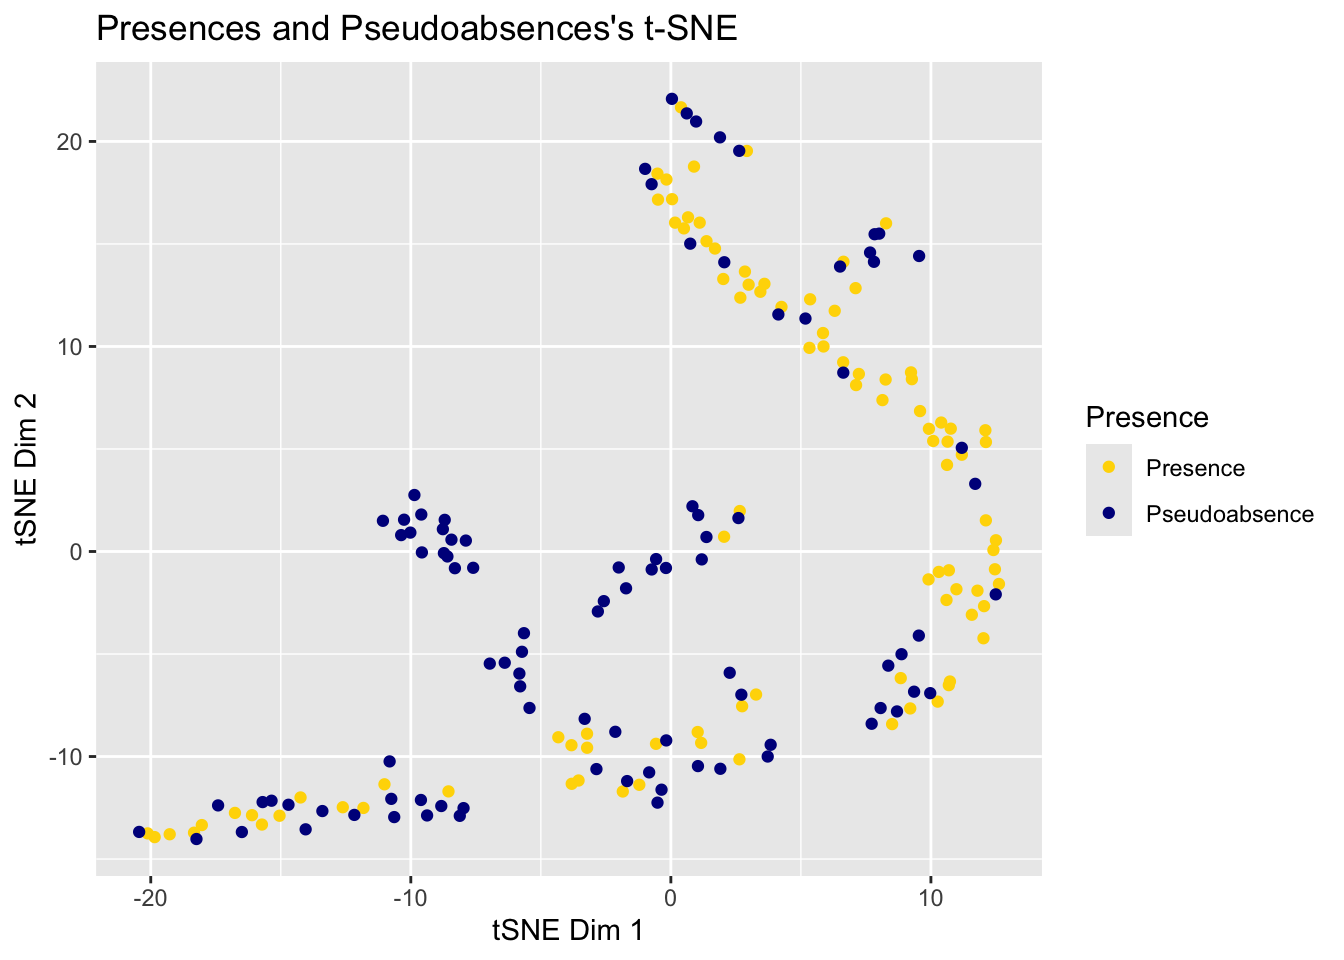 Presences and Pseudoabsences's t-SNE
tSNE Dim 2
20
10
0
-10
-20
-10
0
10
tSNE Dim 1
Presence
Presence
Pseudoabsence